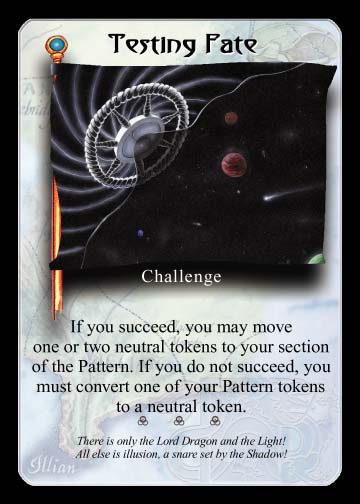 Testing Fate
Challenge
If you succeed, you may move
one or two neutral tokens to your section
of the Pattern. If you do not succeed, you
must convert one of your Pattern tokens
to a neutral token.
There is only the Lord Dragon and the Light!
All else is illusion, a snare set by the Shadow!
Illian